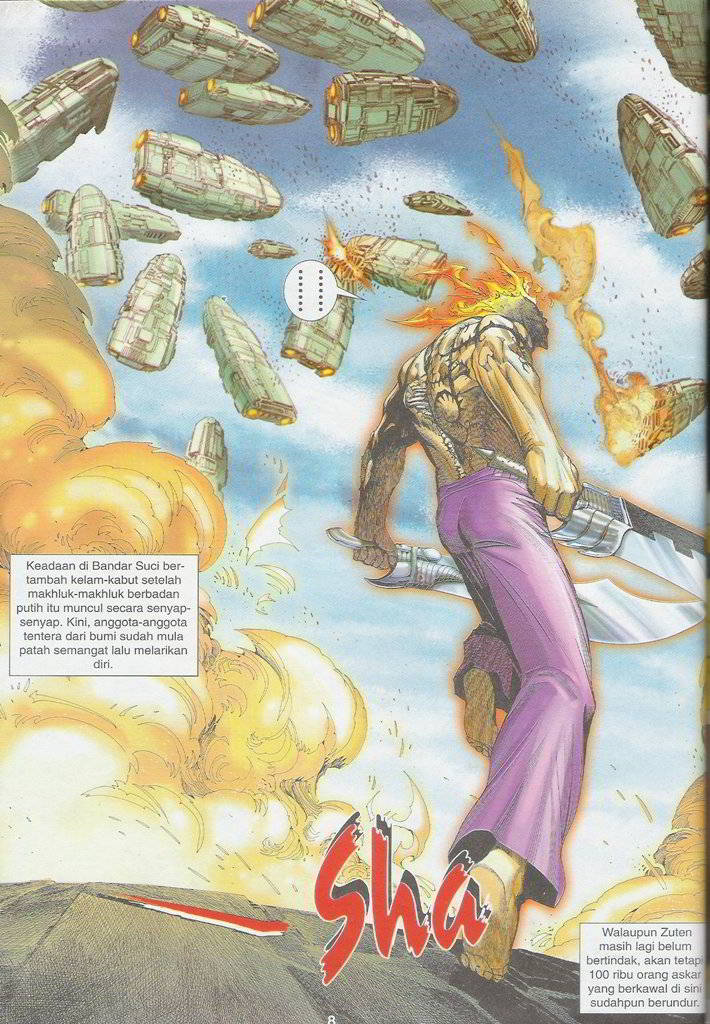 Keadaan di Bandar Suci ber-
tambah kelam-kabut setelah
makhluk-makhluk berbadan
putih itu muncul secara senyap-
senyap. Kini, anggota-anggota
tentera dari bumi sudah mula
patah semangat lalu melarikan
diri.
Sha
Walaupun Zuten
masih lagi belum
bertindak, akan tetapi
100 ribu orang askar
yang berkawal di sini
sudahpun berundur.
8